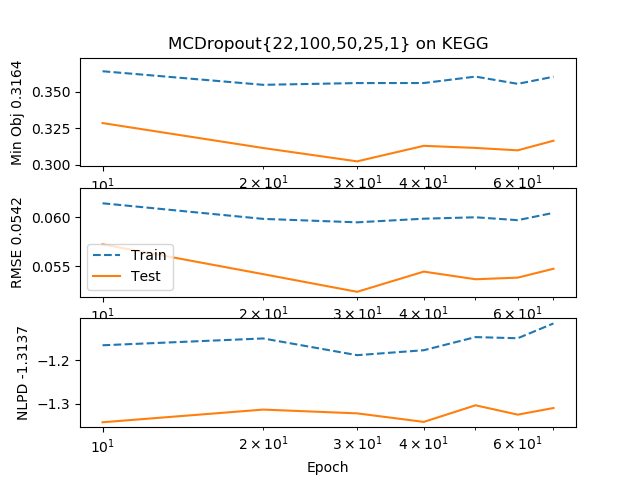 MCDropout{22,100,50,25,1} on KEGG
Min Obj 0.3164
0.350
0.325
0.300
10¹
2 × 10¹
3 × 10¹
4 × 10¹
6 × 10¹
RMSE 0.0542
0.060
0.055
Train
Test
10¹
2 × 10¹
3 × 10¹
4 × 10¹
6 × 10¹
NLPD -1.3137
−1.2
−1.3
10¹
2 × 10¹
3 × 10¹
4 × 10¹
6 × 10¹
Epoch